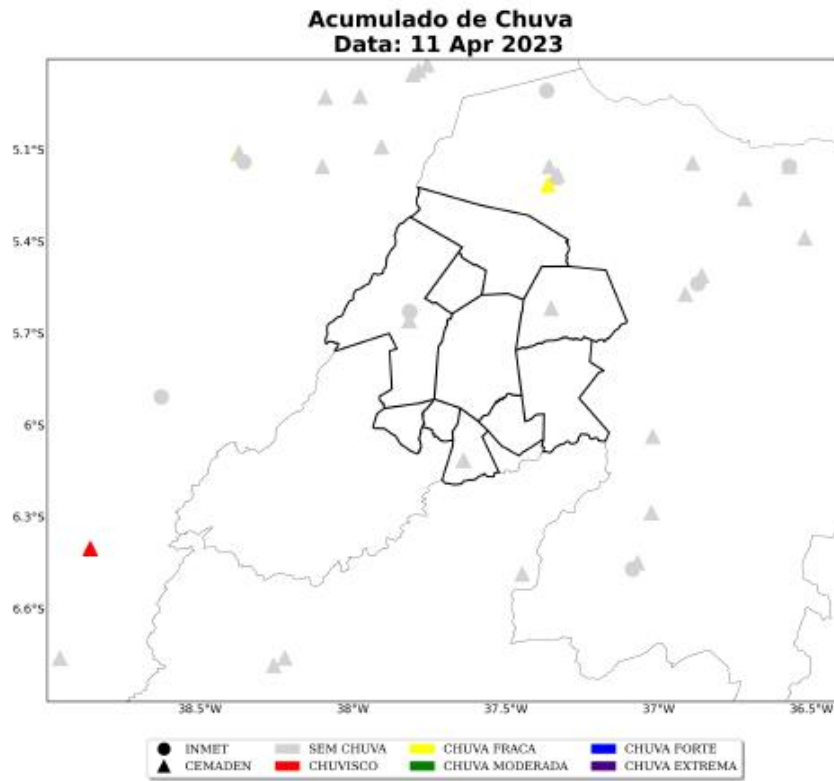 Acumulado de Chuva
Data: 11 Apr 2023
5.1°S
5.4°S
5.7°S
6°S
6.3°S
6.6°S
38.5°W 38°W 37.5°W 37°W 36.5°W
INMET SEM CHUVA CHUVA FRACA CHUVA FORTE
CEMADEN CHUVISCO CHUVA MODERADA CHUVA EXTREMA